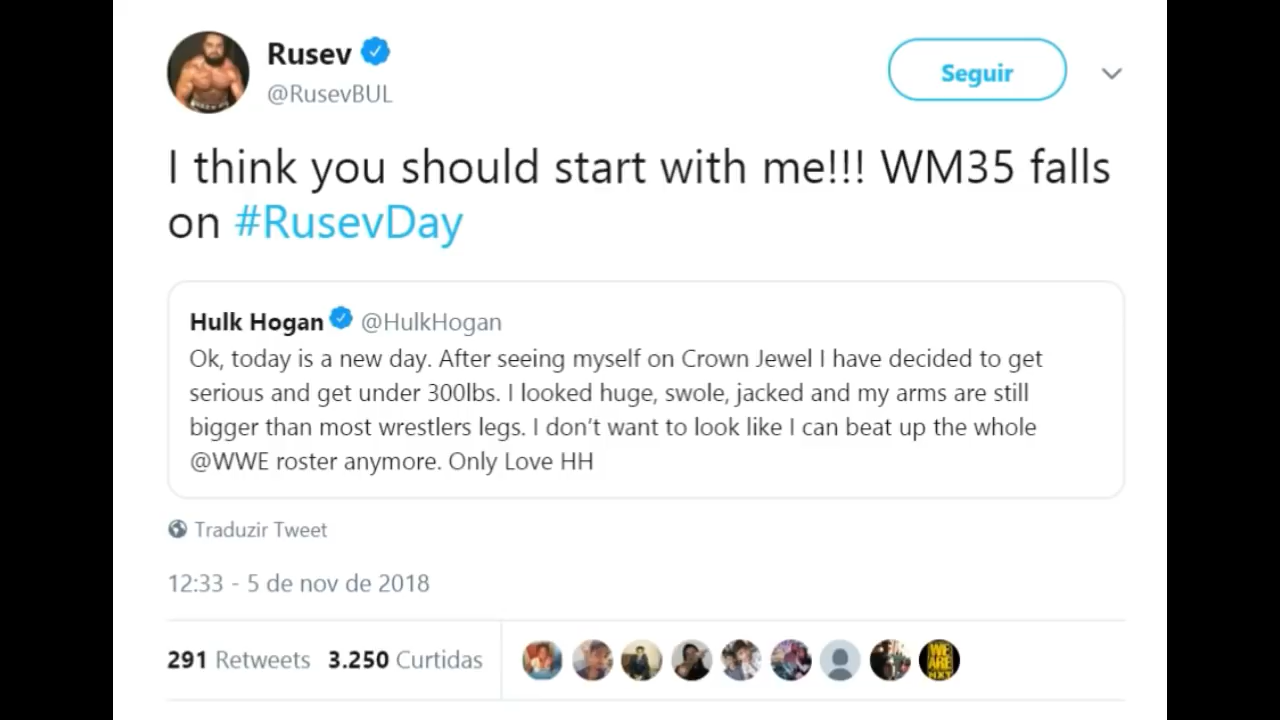 Rusev
@RusevBUL
Seguir
I think you should start with me!!! WM35 falls
on #RusevDay
Hulk Hogan @HulkHogan
Ok, today is a new day. After seeing myself on Crown Jewel I have decided to get
serious and get under 300lbs. I looked huge, swole, jacked and my arms are still
bigger than most wrestlers legs. I don’t want to look like I can beat up the whole
@WWE roster anymore. Only Love HH
Traduzir Tweet
12:33 - 5 de nov de 2018
291 Retweets 3.250 Curtidas
WE
ARE
NXT